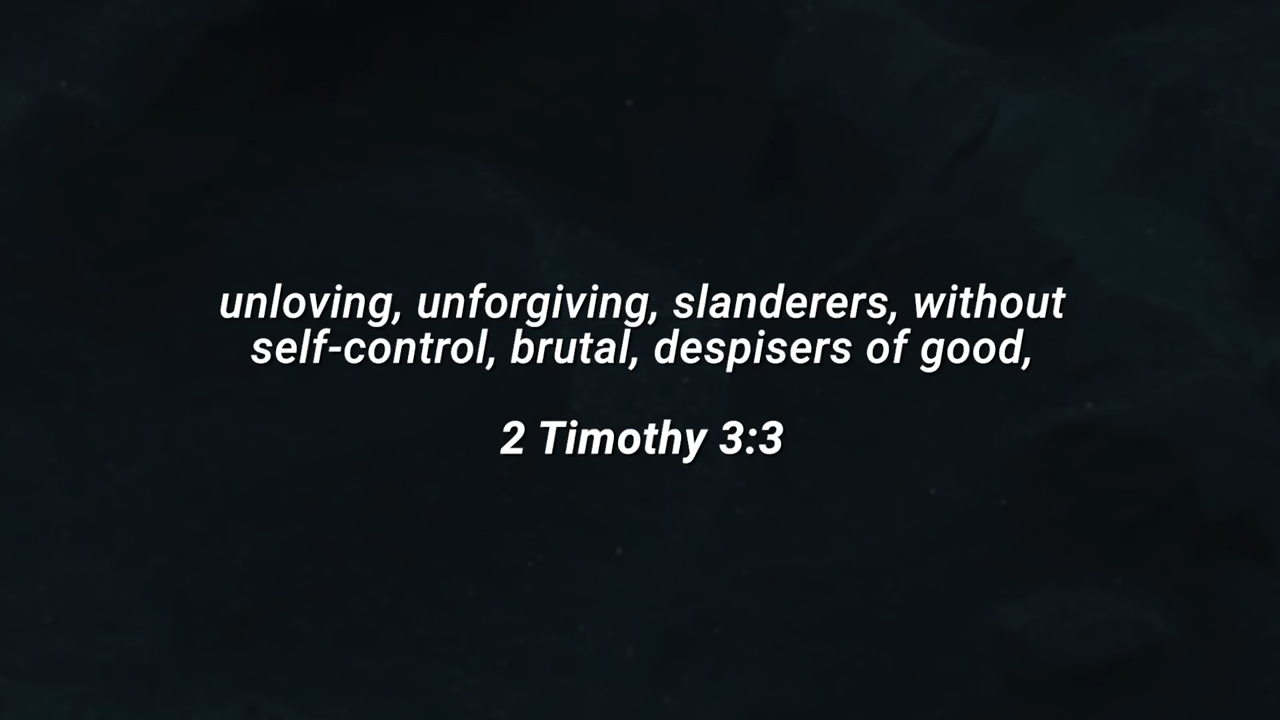 unloving, unforgiving, slanderers, without
self-control, brutal, despisers of good,
2 Timothy 3:3